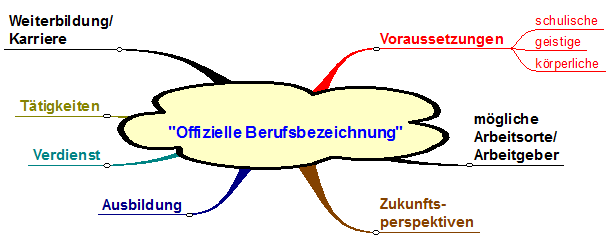 Weiterbildung/
Karriere
Voraussetzungen
schulische
geistige
körperliche
Tätigkeiten
"Offizielle Berufsbezeichnung"
mögliche
Arbeitsorte/
Arbeitgeber
Verdienst
Ausbildung
Zukunfts-
perspektiven